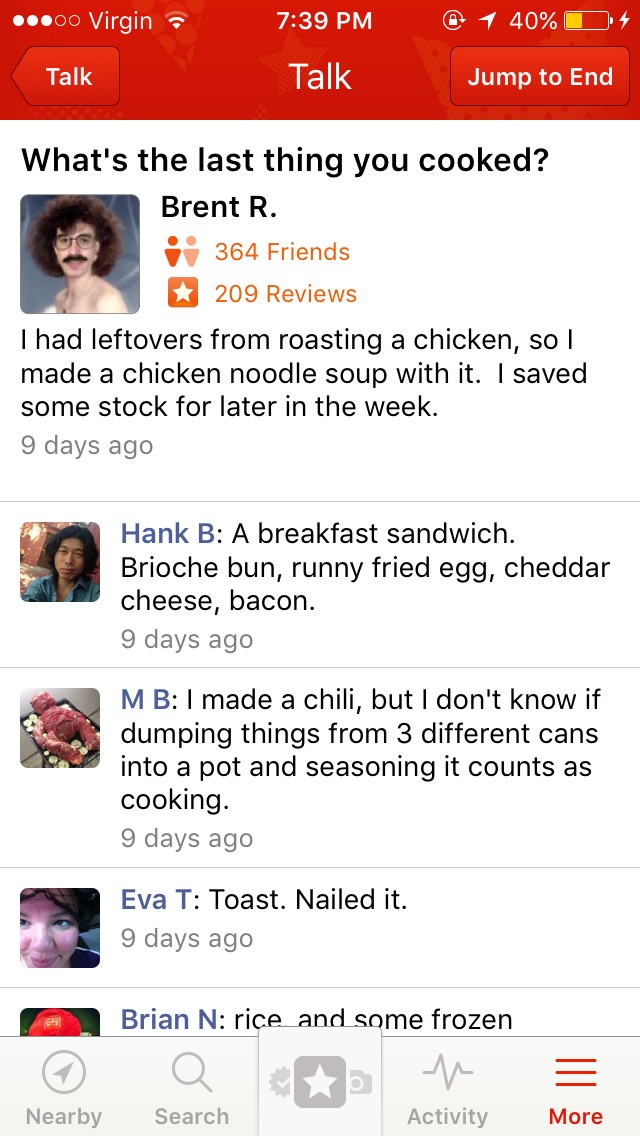 Virgin 7:39 PM 40%
Talk Talk Jump to End
What's the last thing you cooked?
Brent R.
364 Friends
209 Reviews
I had leftovers from roasting a chicken, so I
made a chicken noodle soup with it.  I saved
some stock for later in the week.
9 days ago
Hank B: A breakfast sandwich.
Brioche bun, runny fried egg, cheddar
cheese, bacon.
9 days ago
M B: I made a chili, but I don't know if
dumping things from 3 different cans
into a pot and seasoning it counts as
cooking.
9 days ago
Eva T: Toast. Nailed it.
9 days ago
Brian N: rice, and some frozen
Nearby Search Activity More